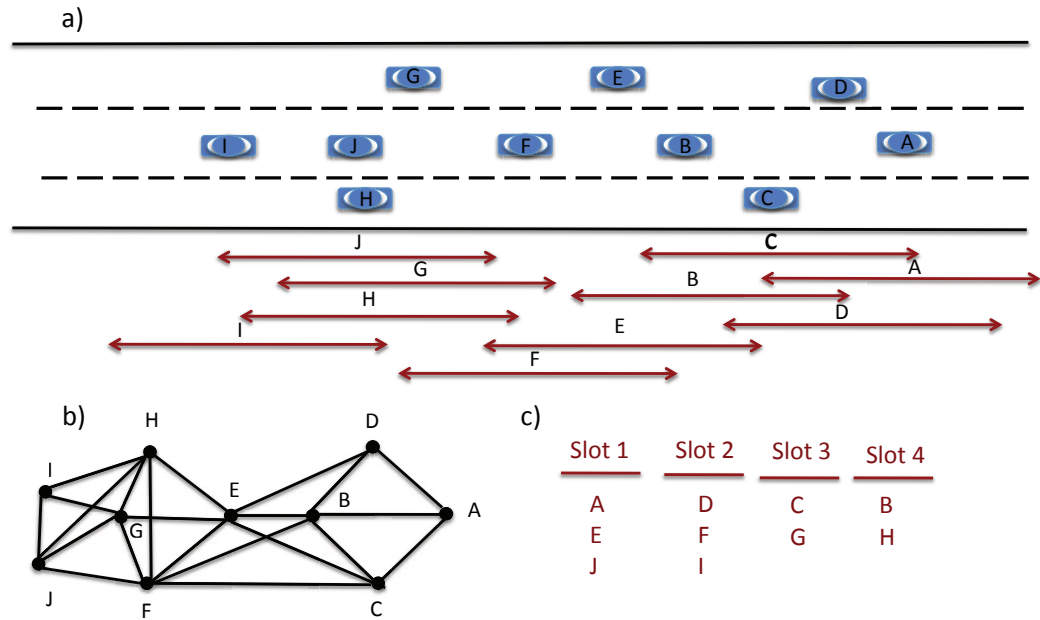 a)
G E D
I J F B A
H C
J C
G A
H B
I E D
F
b)
H D
I E B A
G
J F C
c)
Slot 1 Slot 2 Slot 3 Slot 4
A D C B
E F G H
J I